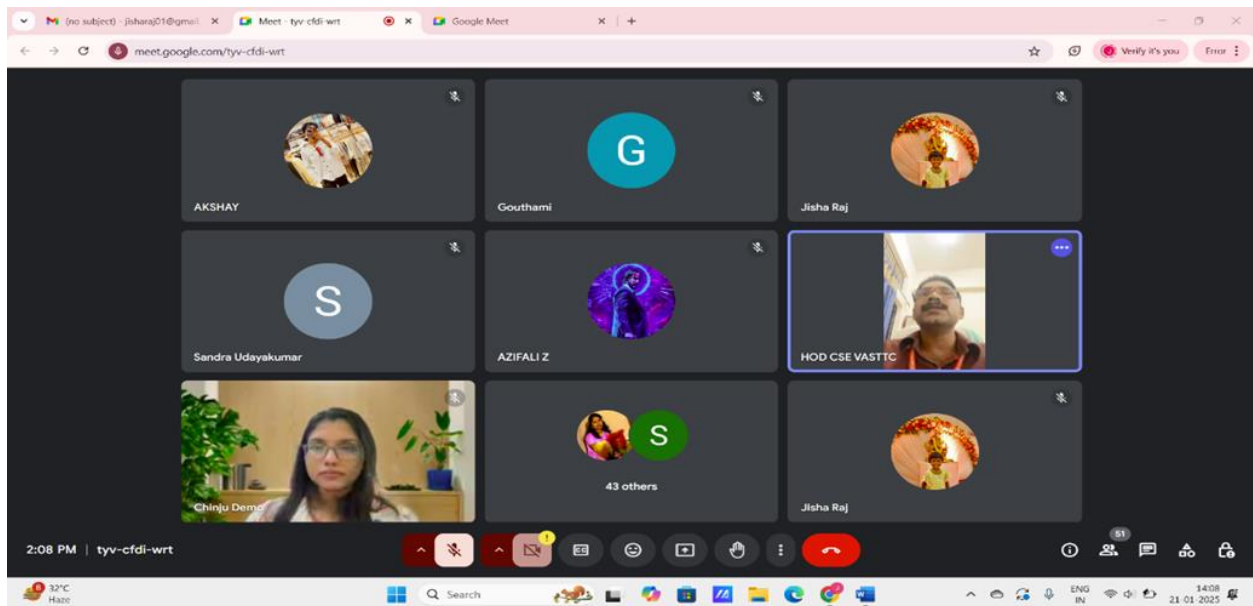 (no subject) - jisharaj01@gmail
Meet - tyv-cfdi-wrt
Google Meet
meet.google.com/tyv-cfdi-wrt
Verify it's you
Error
AKSHAY
G
Gouthami
Jisha Raj
S
Sandra Udayakumar
AZIFALI Z
HOD CSE VASTTC
Chinju Demo
S
43 others
Jisha Raj
2:08 PM | tyv-cfdi-wrt
CC
51
32°C
Haze
Search
ENG
IN
14:08
21-01-2025